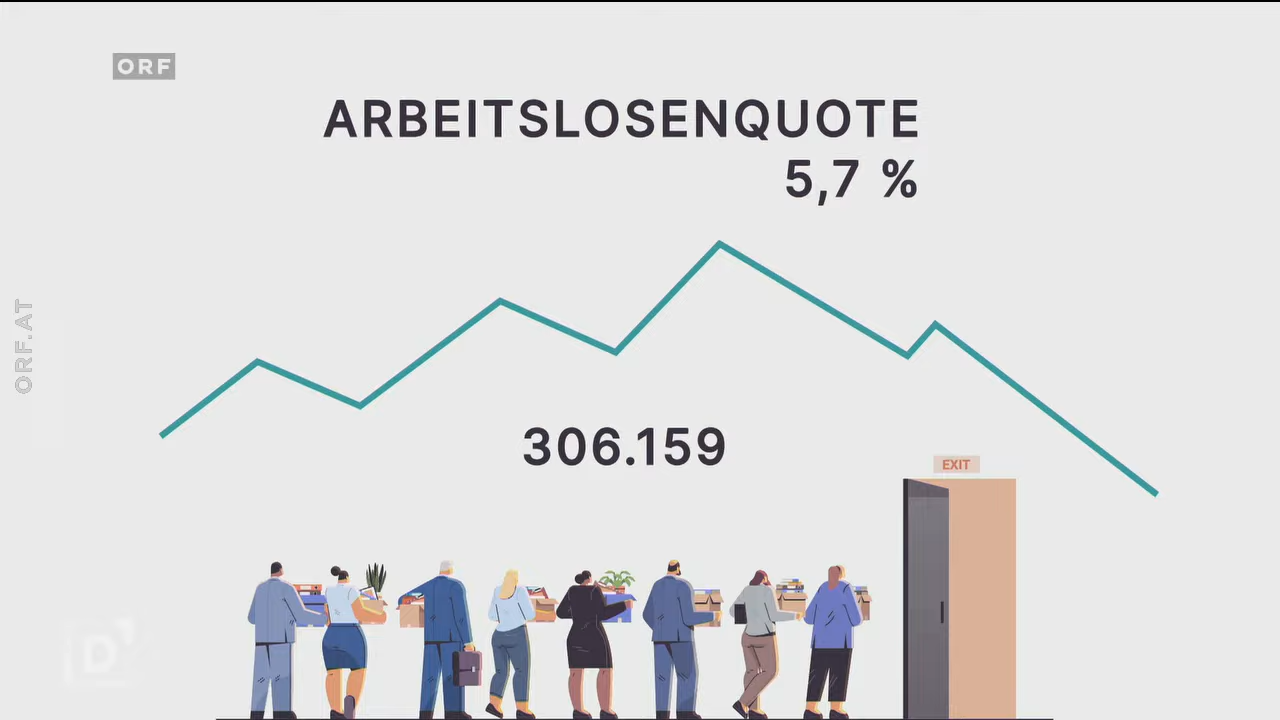 ORF
ARBEITSLOSENQUOTE
5,7 %
ORF.AT
306.159
EXIT
D